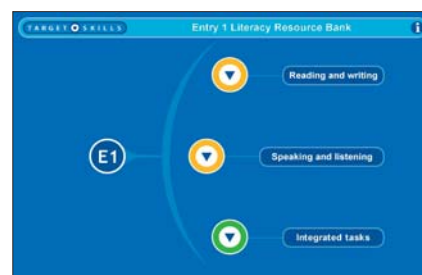 TARGET SKILLS
Entry 1 Literacy Resource Bank
i
Reading and writing
E1
Speaking and listening
Integrated tasks